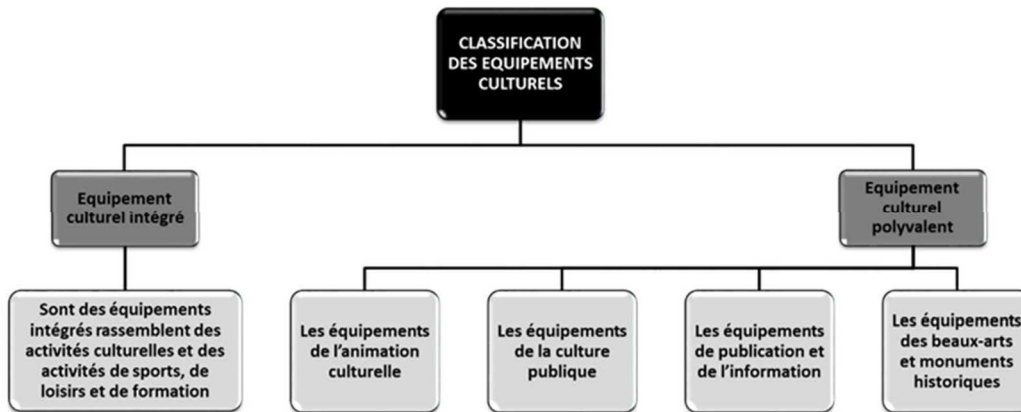 CLASSIFICATION
DES EQUIPEMENTS
CULTURELS
Equipement
culturel intégré
Equipement
culturel
polyvalent
Sont des équipements
intégrés rassemblent des
activités culturelles et des
activités de sports, de
loisirs et de formation
Les équipements
de l'animation
culturelle
Les équipements
de la culture
publique
Les équipements
de publication et
de l'information
Les équipements
des beaux-arts
et monuments
historiques